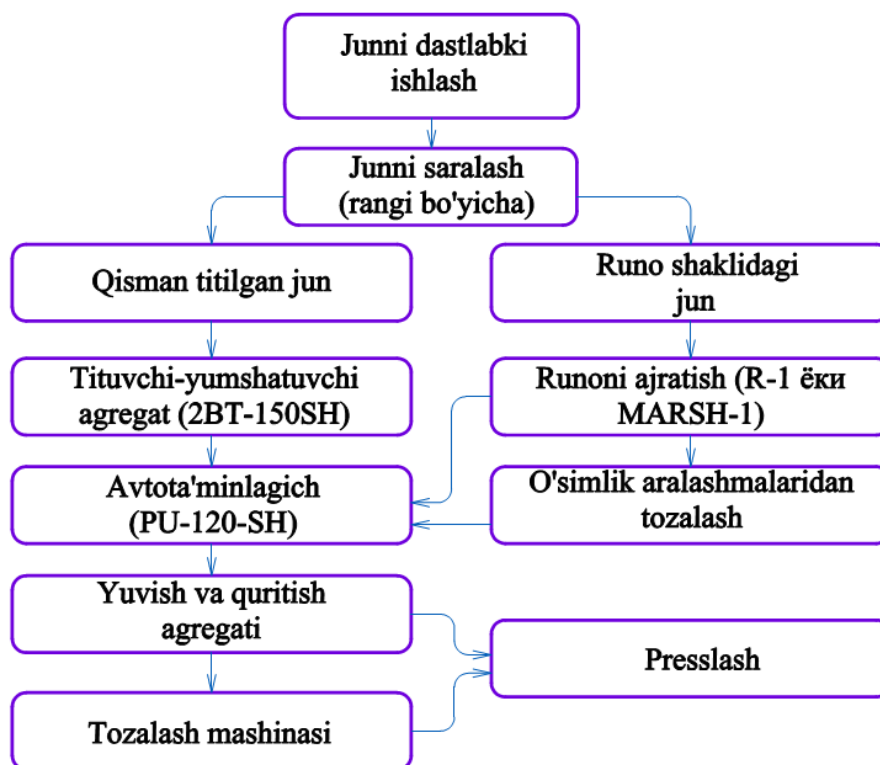 Junni dastlabki
ishlash
Junni saralash
(rangi bo'yicha)
Qisman titilgan jun
Runo shaklidagi
jun
Tituvchi-yumshatuvchi
agregat (2BT-150SH)
Runoni ajratish (R-1 ёки
MARSH-1)
Avtota'minlagich
(PU-120-SH)
O'simlik aralashmalaridan
tozalash
Yuvish va quritish
agregati
Presslash
Tozalash mashinasi